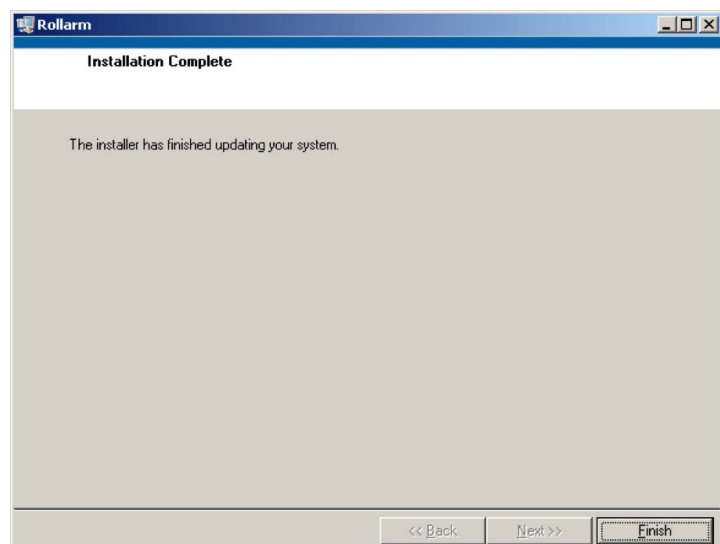 Rollarm
Installation Complete
The installer has finished updating your system.
<< Back Next >> Finish